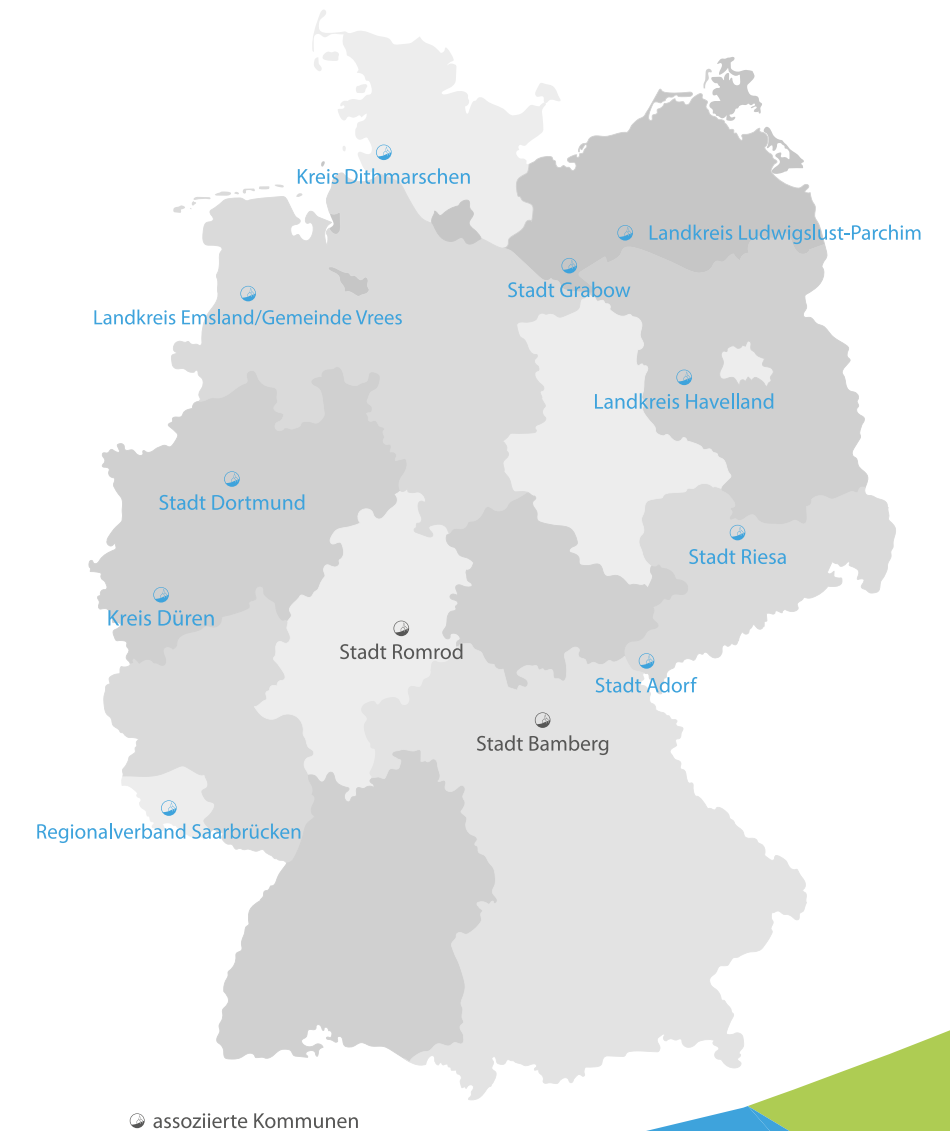 Kreis Dithmarschen
Landkreis Ludwigslust-Parchim
Stadt Grabow
Landkreis Emsland/Gemeinde Vrees
Landkreis Havelland
Stadt Dortmund
Stadt Riesa
Kreis Düren
Stadt Romrod
Stadt Adorf
Stadt Bamberg
Regionalverband Saarbrücken
assoziierte Kommunen